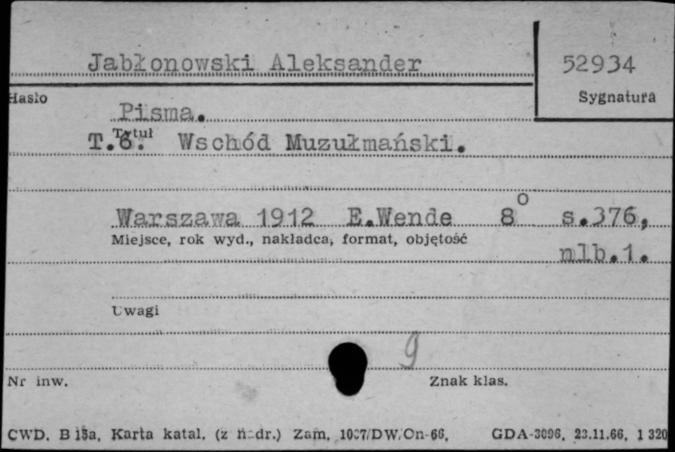 Jabłonowski Aleksander
52934
Hasło
Sygnatura
Pisma.
Tytuł
T.6. Wschód Muzułmański.
Warszawa 1912 E.Wende 8° s.376,
Miejsce, rok wyd., nakładca, format, objętość
nlb.1.
Uwagi
9
Nr inw.
Znak klas.
CWD. B 15a, Karta katal. (z nadr.) Zam. 1037/DW/On-66, GDA-3096, 23.11.66, 1 320